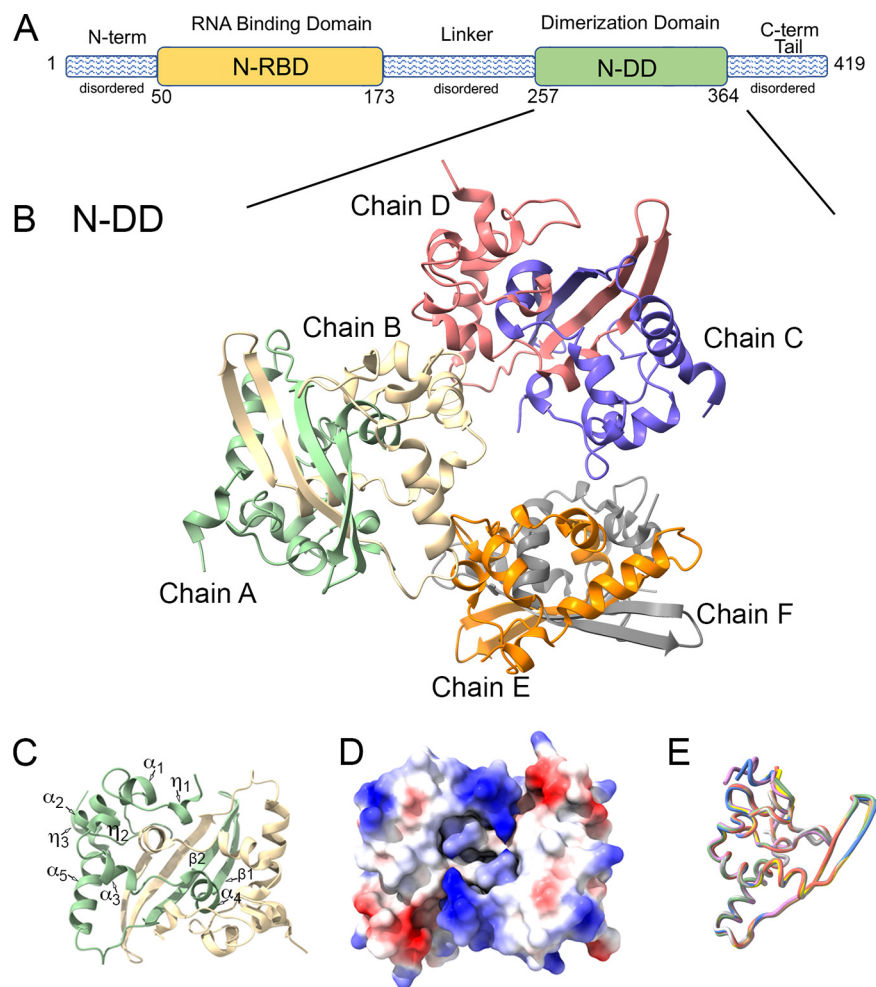 A
N-term
RNA Binding Domain
Linker
Dimerization Domain
C-term
Tail
1
N-RBD
N-DD
419
disordered
50
173
disordered
257
364
disordered
B N-DD
Chain D
Chain B
Chain C
Chain A
Chain F
Chain E
C
D
E
α1
η1
α2
η3
η2
β2
α5
α3
β1
α4